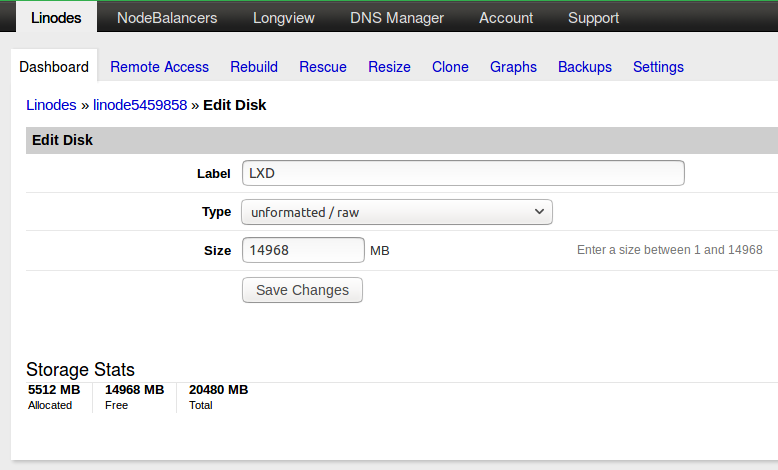 Linodes NodeBalancers Longview DNS Manager Account Support
Dashboard Remote Access Rebuild Rescue Resize Clone Graphs Backups Settings
Linodes » linode5459858 » Edit Disk
Edit Disk
Label LXD
Type unformatted / raw
Size 14968 MB Enter a size between 1 and 14968
Save Changes
Storage Stats
5512 MB 14968 MB 20480 MB
Allocated Free Total